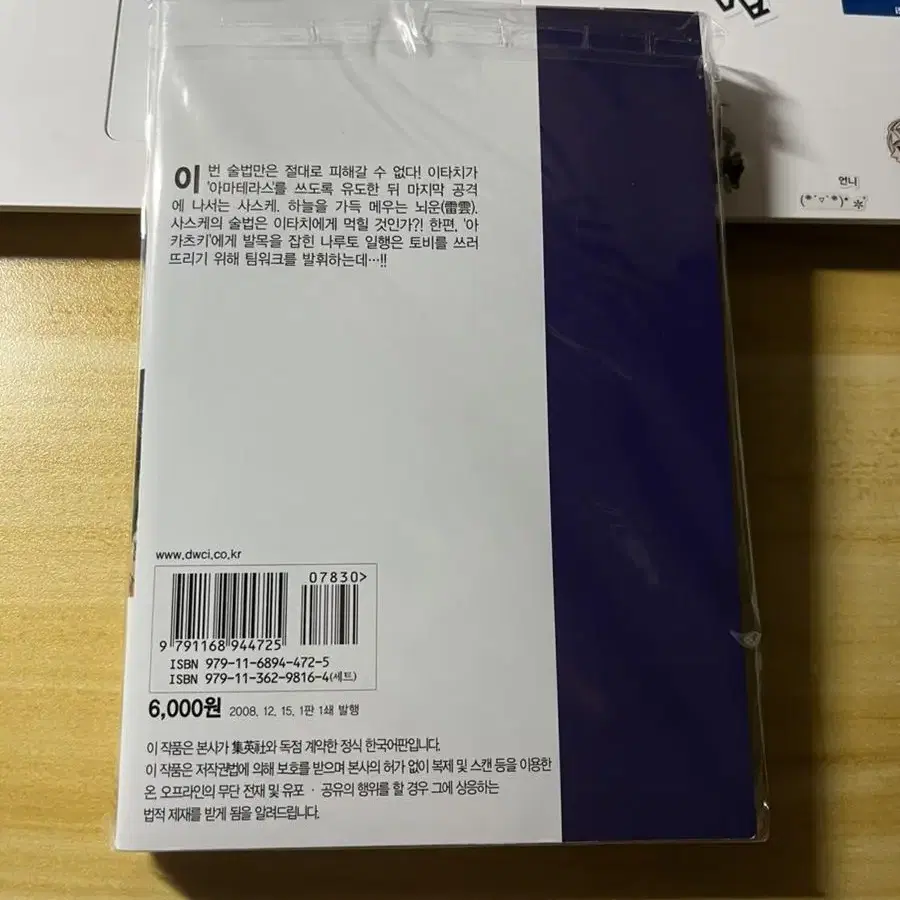 이번 술법만은 절대로 피해갈 수 없다! 이타치가
'아마테라스'를 쓰도록 유도한 뒤 마지막 공격
에 나서는 사스케. 하늘을 가득 메우는 뇌운(雷雲).
사스케의 술법은 이타치에게 먹힐 것인가?! 한편, '아
카츠키'에게 발목을 잡힌 나루토 일행은 토비를 쓰러
뜨리기 위해 팀워크를 발휘하는데…!!
언니
(*˙▿˙*)*
www.dwci.co.kr
07830>
9 791168 944725
ISBN 979-11-6894-472-5
ISBN 979-11-362-9816-4(세트)
6,000원 2008. 12. 15. 1판 1쇄 발행
이 작품은 본사가 集英社와 독점 계약한 정식 한국어판입니다.
이 작품은 저작권법에 의해 보호를 받으며 본사의 허가 없이 복제 및 스캔 등을 이용한
온, 오프라인의 무단 전재 및 유포 · 공유의 행위를 할 경우 그에 상응하는
법적 제재를 받게 됨을 알려드립니다.